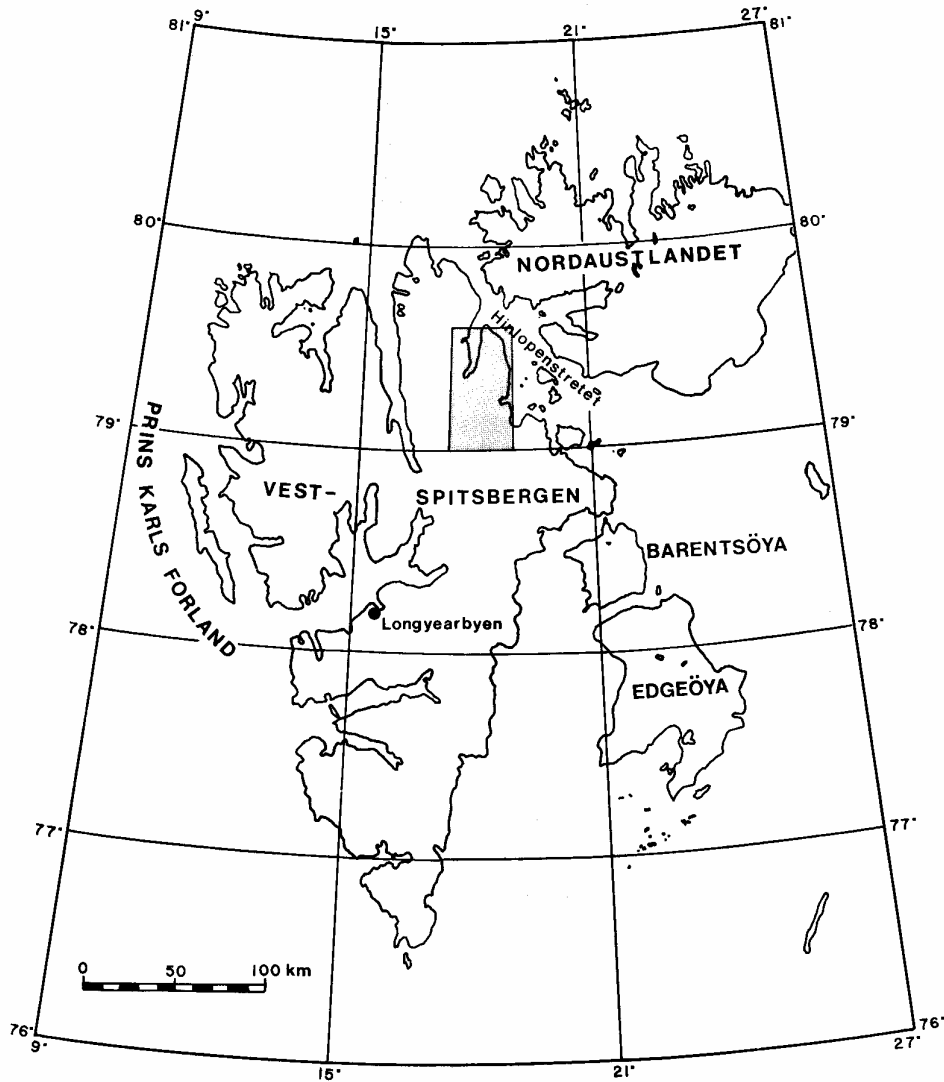 9°
27°
81°
15°
21°
81°
80°
80°
NORDAUSTLANDET
Hinlopenstretet
79°
79°
PRINS KARLS FORLAND
VEST-
SPITSBERGEN
BARENTSÖYA
Longyearbyen
78°
78°
EDGEÖYA
77°
77°
0 50 100 km
76°
76°
9°
27°
15°
21°